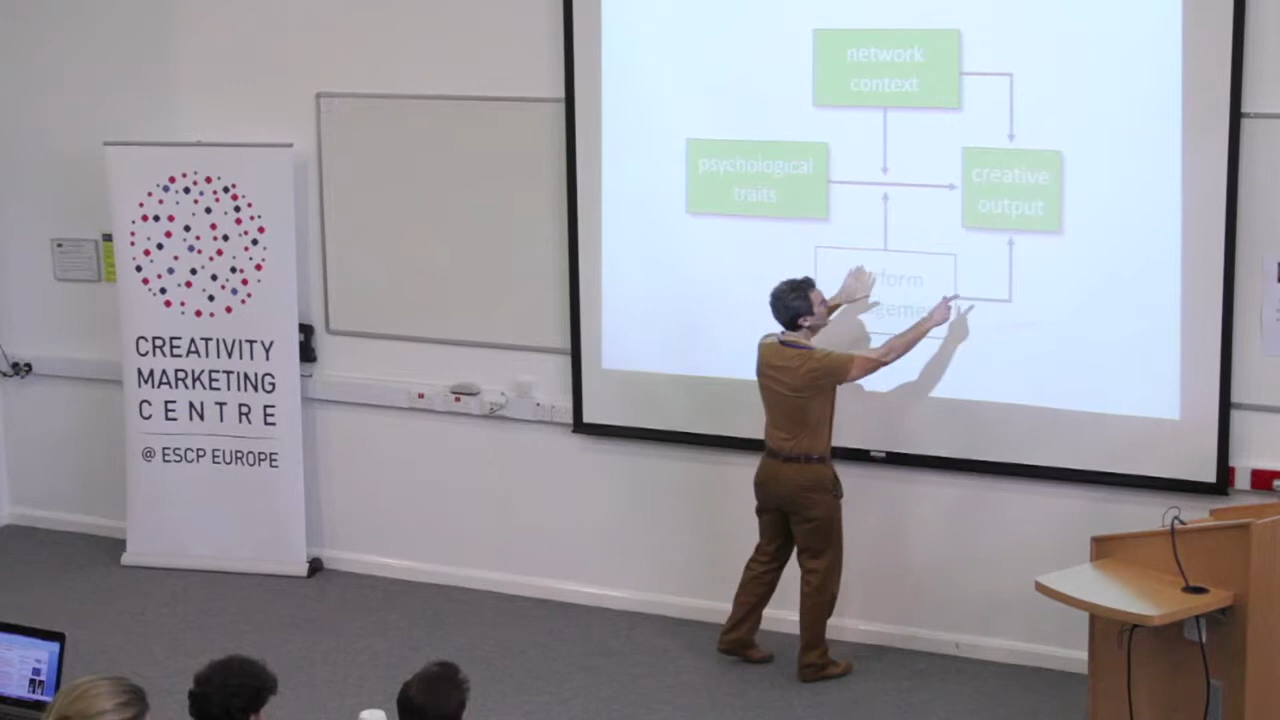 network
context
psychological
traits
creative
output
CREATIVITY
MARKETING
CENTRE
@ ESCP EUROPE